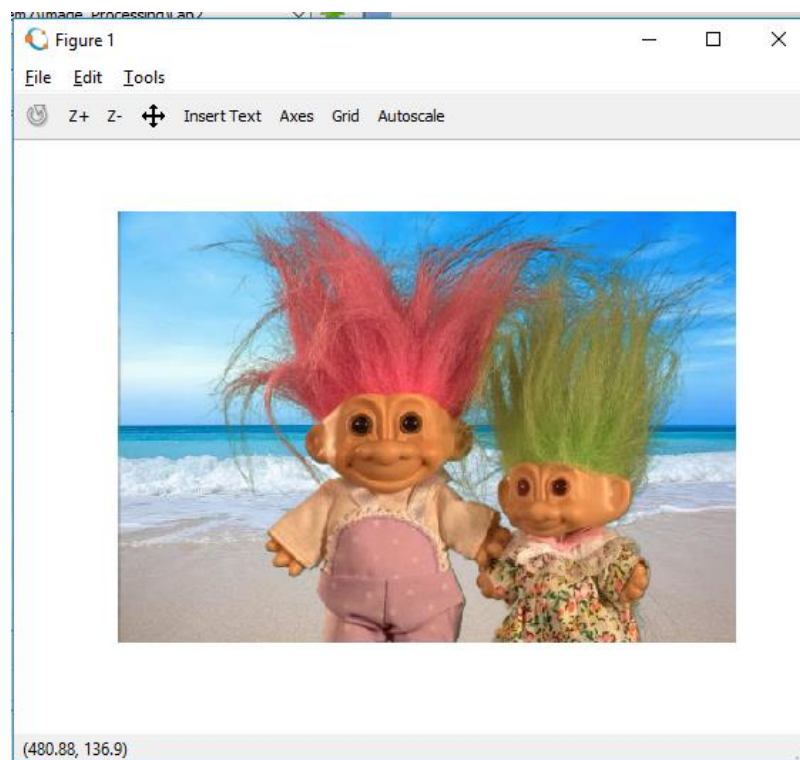 Figure 1
File Edit Tools
Z+ Z- Insert Text Axes Grid Autoscale
(480.88, 136.9)